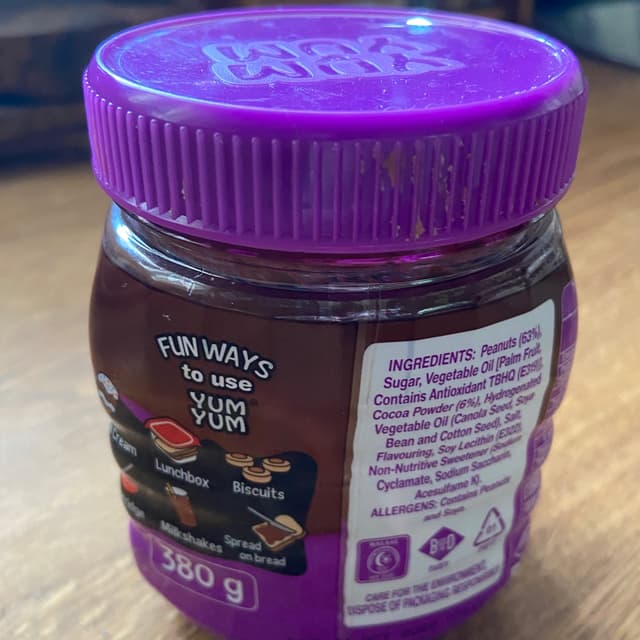 YUM YUM
FUN WAYS
to use
YUM
YUM
Lunchbox
Biscuits
Milkshakes
Spread
on bread
380 g
INGREDIENTS: Peanuts (63%),
Sugar, Vegetable Oil [Palm Fruit,
Contains Antioxidant TBHQ (E319)],
Cocoa Powder (6%), Hydrogenated
Vegetable Oil (Canola Seed, Soya
Bean and Cotton Seed), Salt,
Flavouring, Soy Lecithin (E322),
Non-Nutritive Sweetener (Sodium
Cyclamate, Sodium Saccharin,
Acesulfame K).
ALLERGENS: Contains Peanuts
and Soya.
CARE FOR THE ENVIRONMENT,
DISPOSE OF PACKAGING RESPONSIBLY